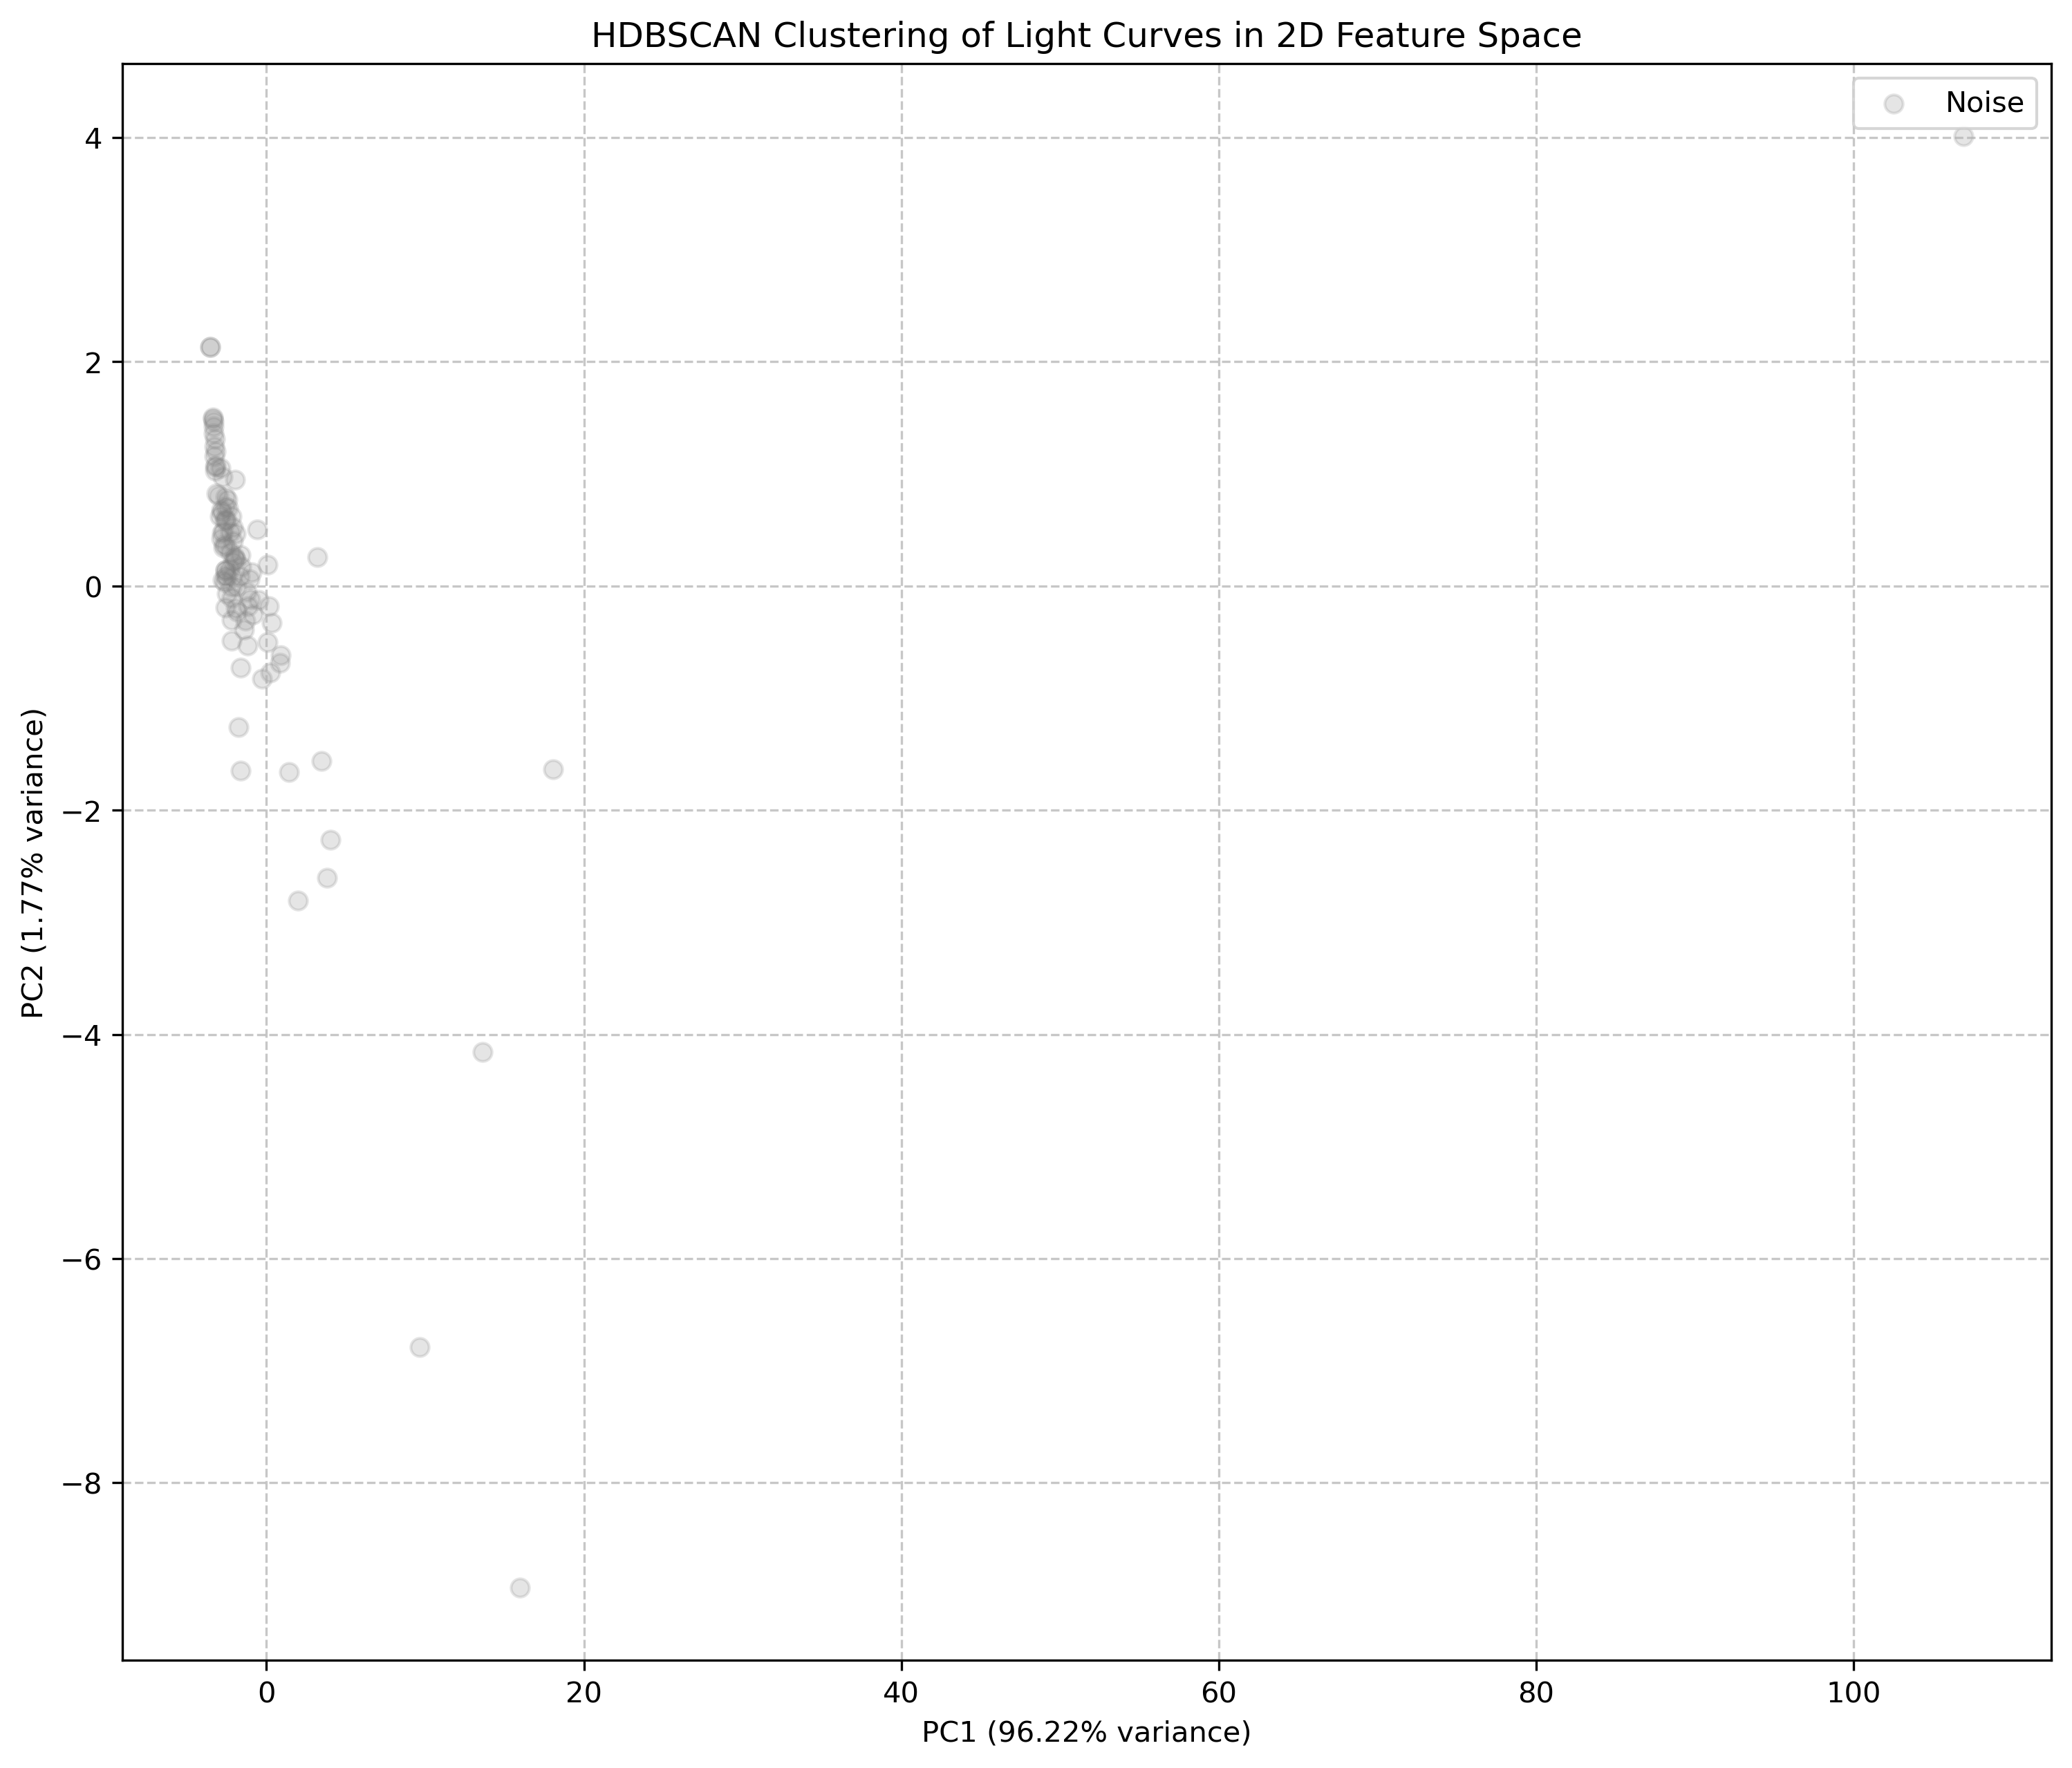 HDBSCAN Clustering of Light Curves in 2D Feature Space
Noise
4
2
0
−2
−4
−6
−8
PC2 (1.77% variance)
0 20 40 60 80 100
PC1 (96.22% variance)